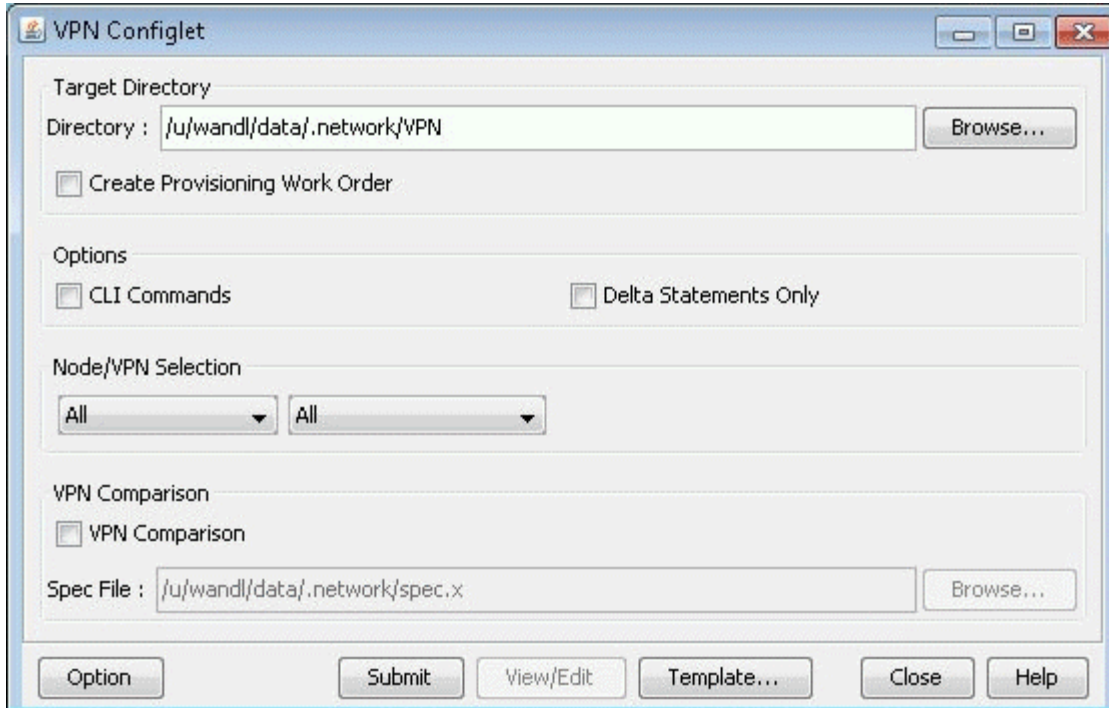 VPN Configlet
Target Directory
Directory : /u/wandl/data/.network/VPN Browse...
Create Provisioning Work Order
Options
CLI Commands Delta Statements Only
Node/VPN Selection
All All
VPN Comparison
VPN Comparison
Spec File : /u/wandl/data/.network/spec.x Browse...
Option Submit View/Edit Template... Close Help